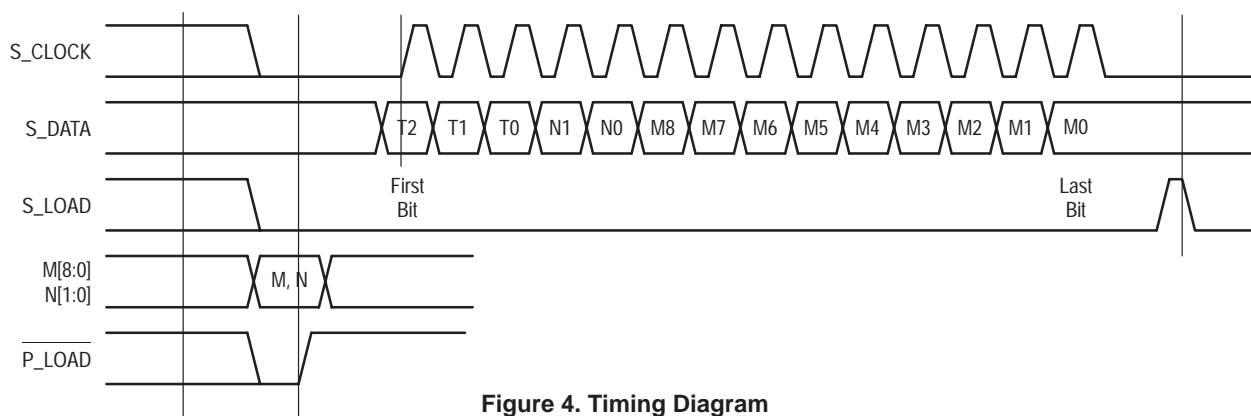 S_CLOCK
S_DATA
T2 T1 T0 N1 N0 M8 M7 M6 M5 M4 M3 M2 M1 M0
First
Bit
Last
Bit
S_LOAD
M[8:0]
N[1:0]
M, N
P_LOAD
Figure 4. Timing Diagram